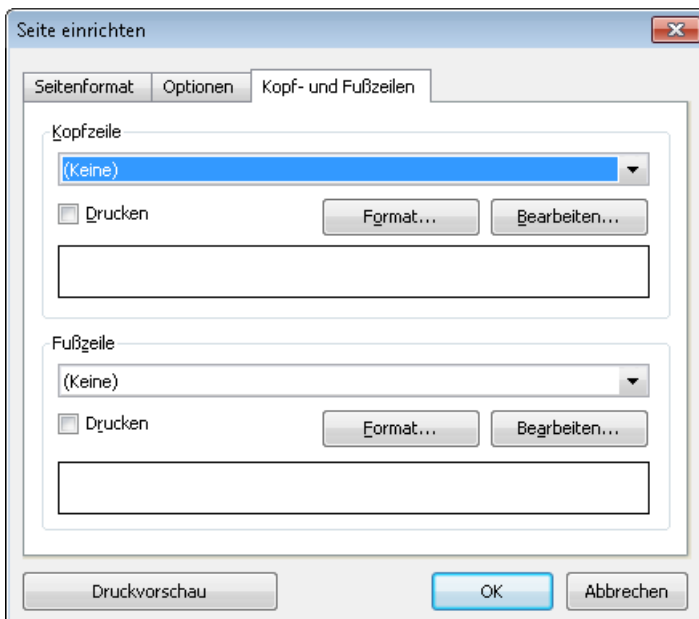 Seite einrichten
Seitenformat Optionen Kopf- und Fußzeilen
Kopfzeile
(Keine)
Drucken Format... Bearbeiten...
Fußzeile
(Keine)
Drucken Format... Bearbeiten...
Druckvorschau OK Abbrechen